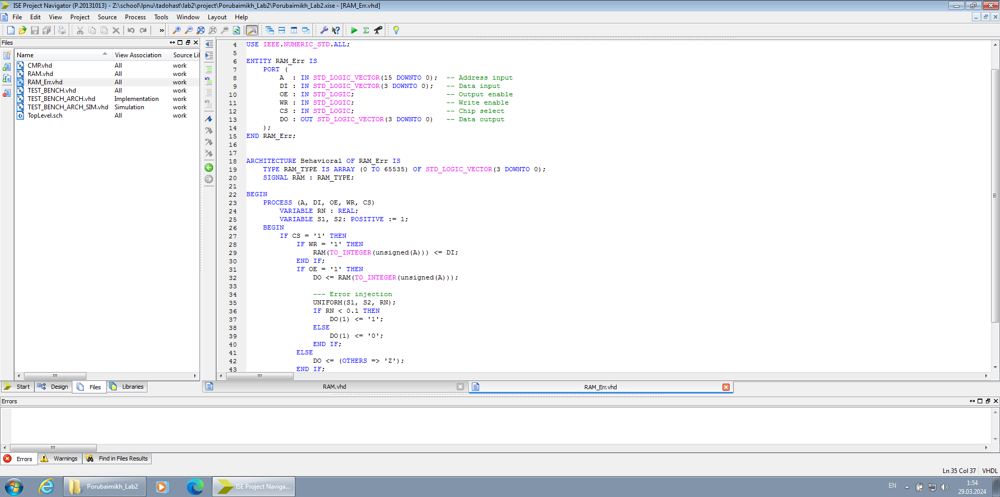 ISE Project Navigator (P.20131013) - Z:\school\lpnu\tadohast\lab2\project\Porubaimikh_Lab2\Porubaimikh_Lab2.xise - [RAM_Err.vhd]
File Edit View Project Source Process Tools Window Layout Help
»
Files
Name View Association Source Li
CMP.vhd All work
RAM.vhd All work
RAM_Err.vhd All work
TEST_BENCH.vhd All work
TEST_BENCH_ARCH.vhd Implementation work
TEST_BENCH_ARCH_SIM.vhd Simulation work
TopLevel.sch All work
Start Design Files Libraries
4 USE IEEE.NUMERIC_STD.ALL;
5
6 ENTITY RAM_Err IS
7 PORT (
8 A : IN STD_LOGIC_VECTOR(15 DOWNTO 0); -- Address input
9 DI : IN STD_LOGIC_VECTOR(3 DOWNTO 0); -- Data input
10 OE : IN STD_LOGIC; -- Output enable
11 WR : IN STD_LOGIC; -- Write enable
12 CS : IN STD_LOGIC; -- Chip select
13 DO : OUT STD_LOGIC_VECTOR(3 DOWNTO 0) -- Data output
14 );
15 END RAM_Err;
16
17
18 ARCHITECTURE Behavioral OF RAM_Err IS
19 TYPE RAM_TYPE IS ARRAY (0 TO 65535) OF STD_LOGIC_VECTOR(3 DOWNTO 0);
20 SIGNAL RAM : RAM_TYPE;
21
22 BEGIN
23 PROCESS (A, DI, OE, WR, CS)
24 VARIABLE RN : REAL;
25 VARIABLE S1, S2: POSITIVE := 1;
26 BEGIN
27 IF CS = '1' THEN
28 IF WR = '1' THEN
29 RAM(TO_INTEGER(unsigned(A))) <= DI;
30 END IF;
31 IF OE = '1' THEN
32 DO <= RAM(TO_INTEGER(unsigned(A)));
33
34 --- Error injection
35 UNIFORM(S1, S2, RN);
36 IF RN < 0.1 THEN
37 DO(1) <= '1';
38 ELSE
39 DO(1) <= '0';
40 END IF;
41 ELSE
42 DO <= (OTHERS => 'Z');
43 END IF;
RAM.vhd RAM_Err.vhd
Errors
Errors Warnings Find in Files Results
Ln 35 Col 37 VHDL
Porubaimikh_Lab2 ISE Project Naviga... EN 1:54
29.03.2024